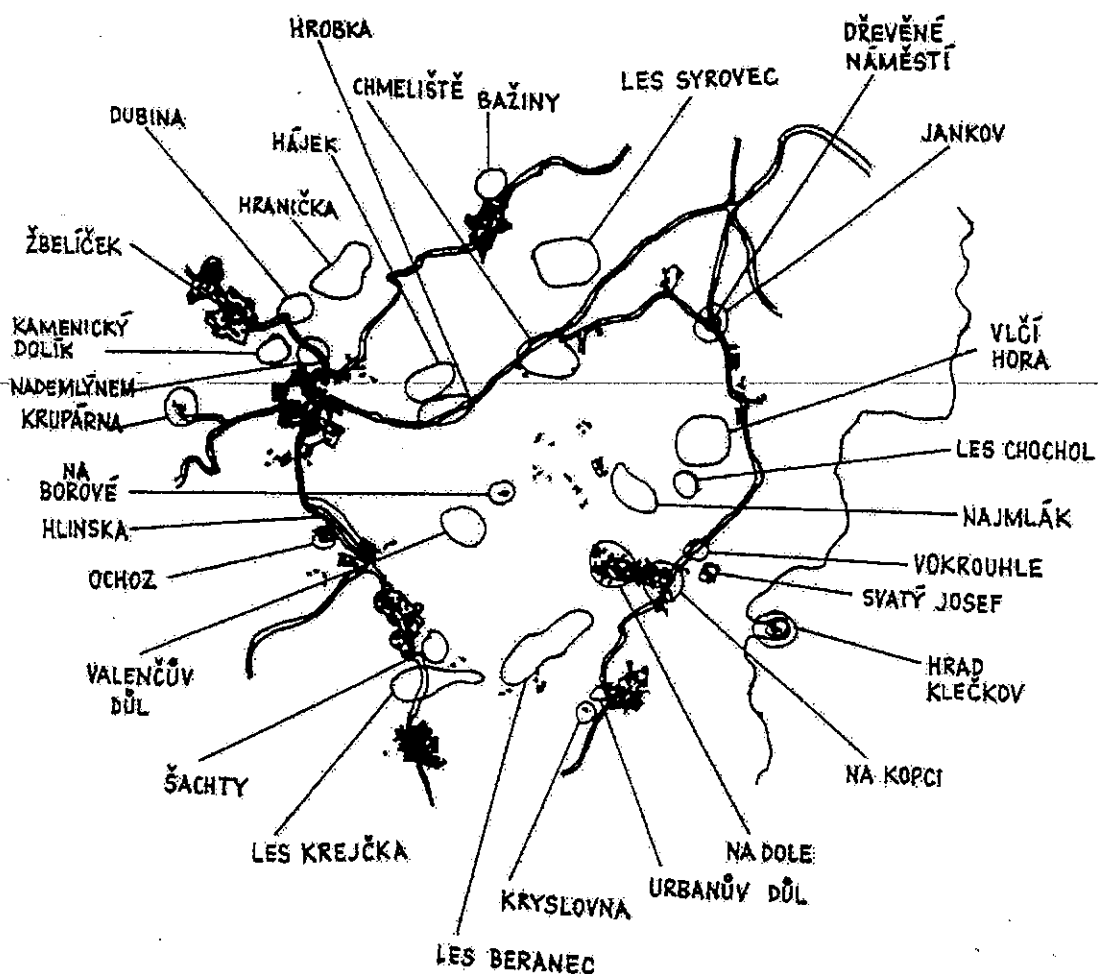 HROBKA
CHMELIŠTĚ
BAŽINY
LES SYROVEC
DŘEVĚNÉ
NÁMĚSTÍ
DUBINA
HÁJEK
JANKOV
HRANIČKA
ŽBELÍČEK
KAMENICKÝ
DOLÍK
VLČÍ
HORA
NADEMLÝNEM
KRUPÁRNA
LES CHOCHOL
NA
BOROVÉ
NAJMLÁK
HLINSKA
OCHOZ
VOKROUHLE
SVATÝ JOSEF
VALENČŮV
DŮL
HRAD
KLEČKOV
ŠACHTY
NA KOPCI
LES KREJČKA
NA DOLE
URBANŮV DŮL
KRYSLOVNA
LES BERANEC